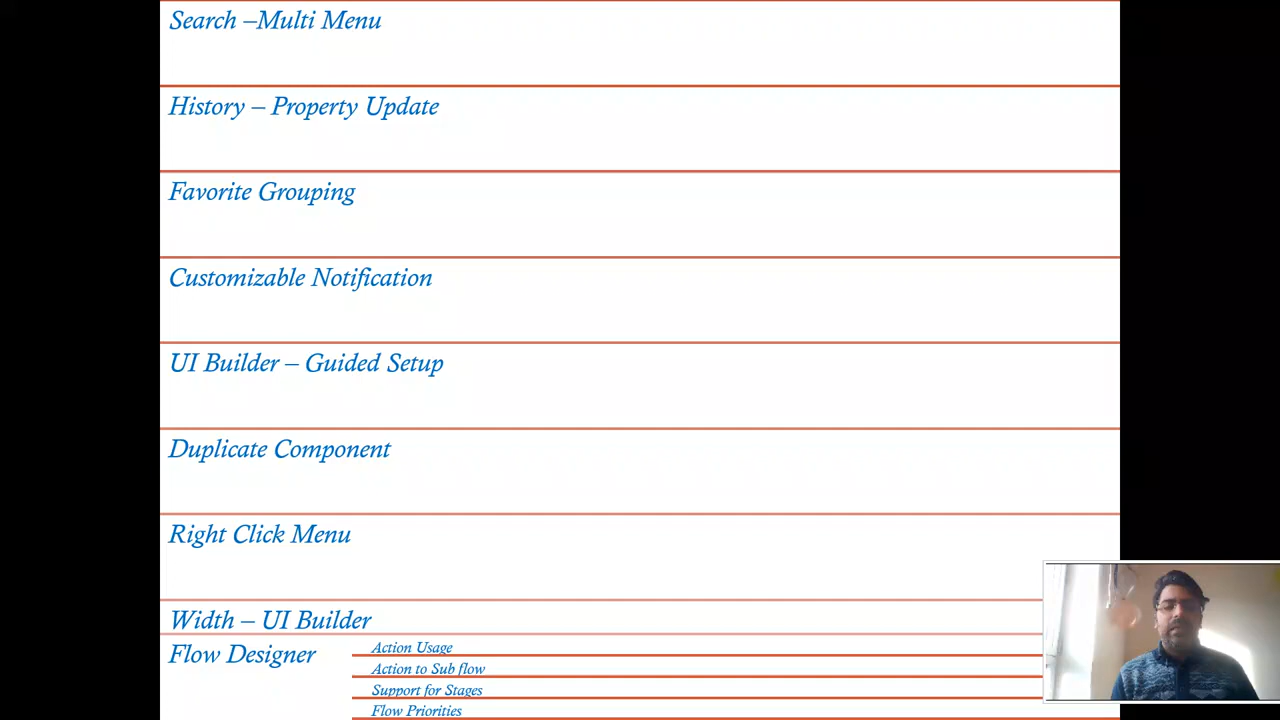 Search –Multi Menu
History – Property Update
Favorite Grouping
Customizable Notification
UI Builder – Guided Setup
Duplicate Component
Right Click Menu
Width – UI Builder
Flow Designer
Action Usage
Action to Sub flow
Support for Stages
Flow Priorities